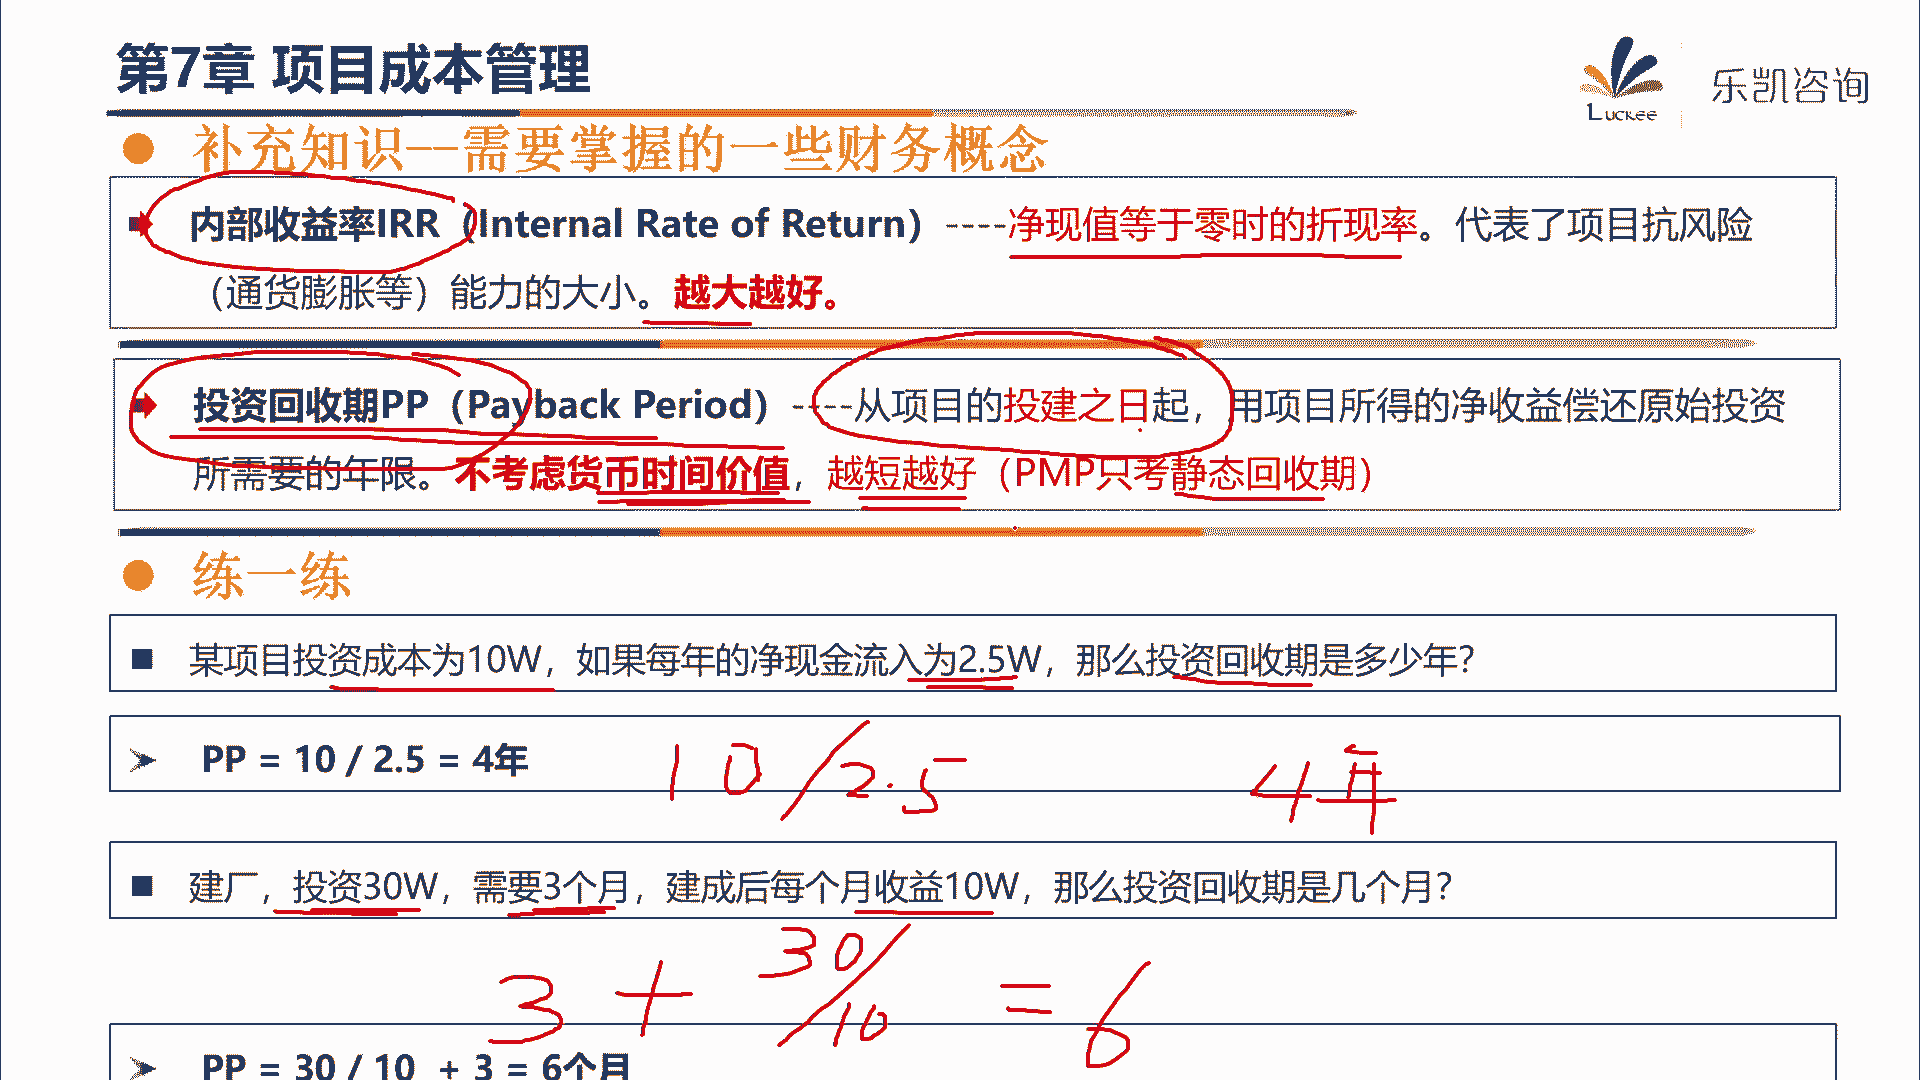 第7章 项目成本管理
Luckee 乐凯咨询
补充知识--需要掌握的一些财务概念
内部收益率IRR（Internal Rate of Return）----净现值等于零时的折现率。代表了项目抗风险
（通货膨胀等）能力的大小。越大越好。
投资回收期PP（Payback Period）----从项目的投建之日起，用项目所得的净收益偿还原始投资
所需要的年限。不考虑货币时间价值，越短越好（PMP只考静态回收期）
练一练
某项目投资成本为10W，如果每年的净现金流入为2.5W，那么投资回收期是多少年？
PP = 10 / 2.5 = 4年
10/2.5 4年
建厂，投资30W，需要3个月，建成后每个月收益10W，那么投资回收期是几个月？
3 + 30/10 = 6
PP = 30 / 10 + 3 = 6个月